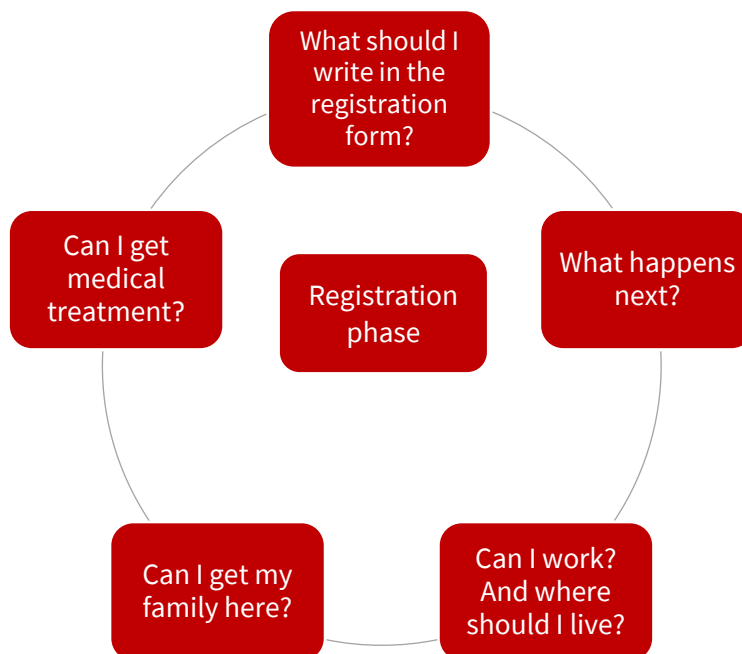 What should I
write in the
registration
form?
Can I get
medical
treatment?
What happens
next?
Registration
phase
Can I get my
family here?
Can I work?
And where
should I live?